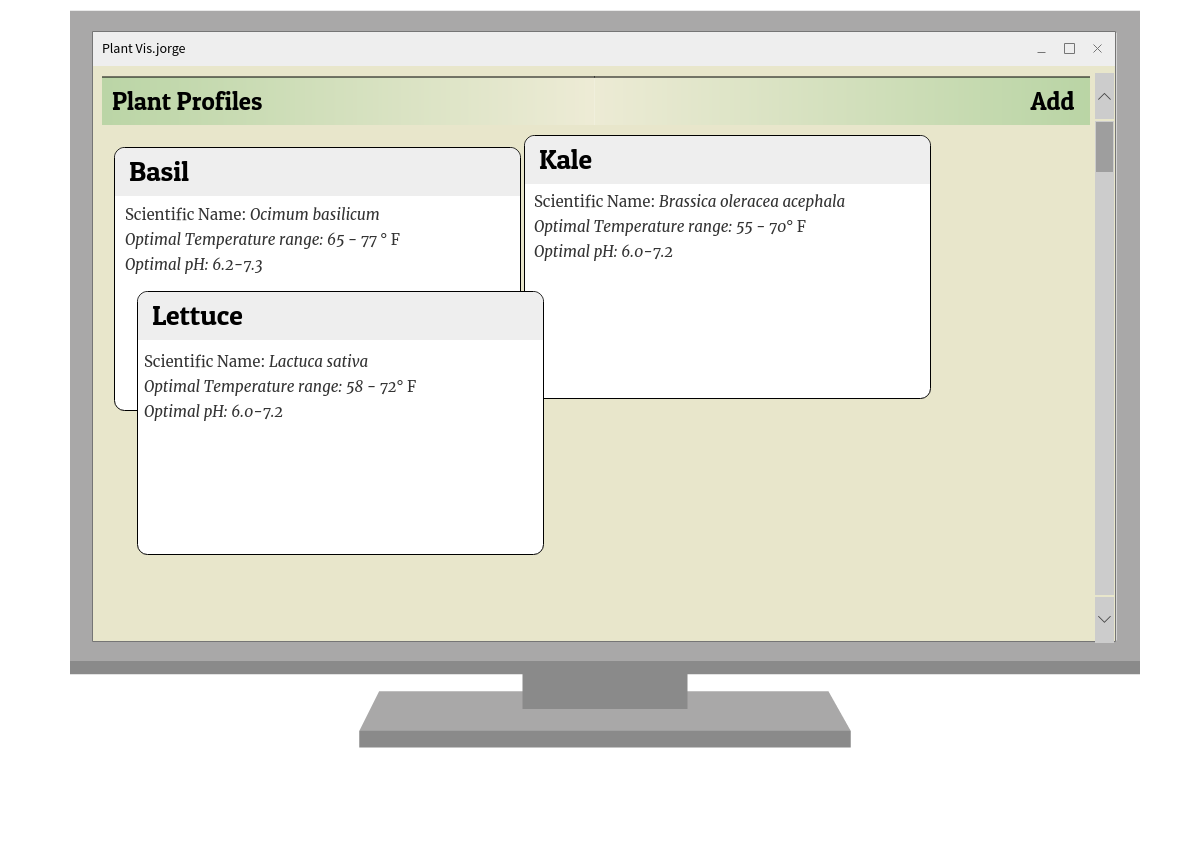 Plant Vis.jorge
Plant Profiles
Add
Basil
Scientific Name: Ocimum basilicum
Optimal Temperature range: 65 - 77 ° F
Optimal pH: 6.2-7.3
Kale
Scientific Name: Brassica oleracea acephala
Optimal Temperature range: 55 - 70° F
Optimal pH: 6.0-7.2
Lettuce
Scientific Name: Lactuca sativa
Optimal Temperature range: 58 - 72° F
Optimal pH: 6.0-7.2